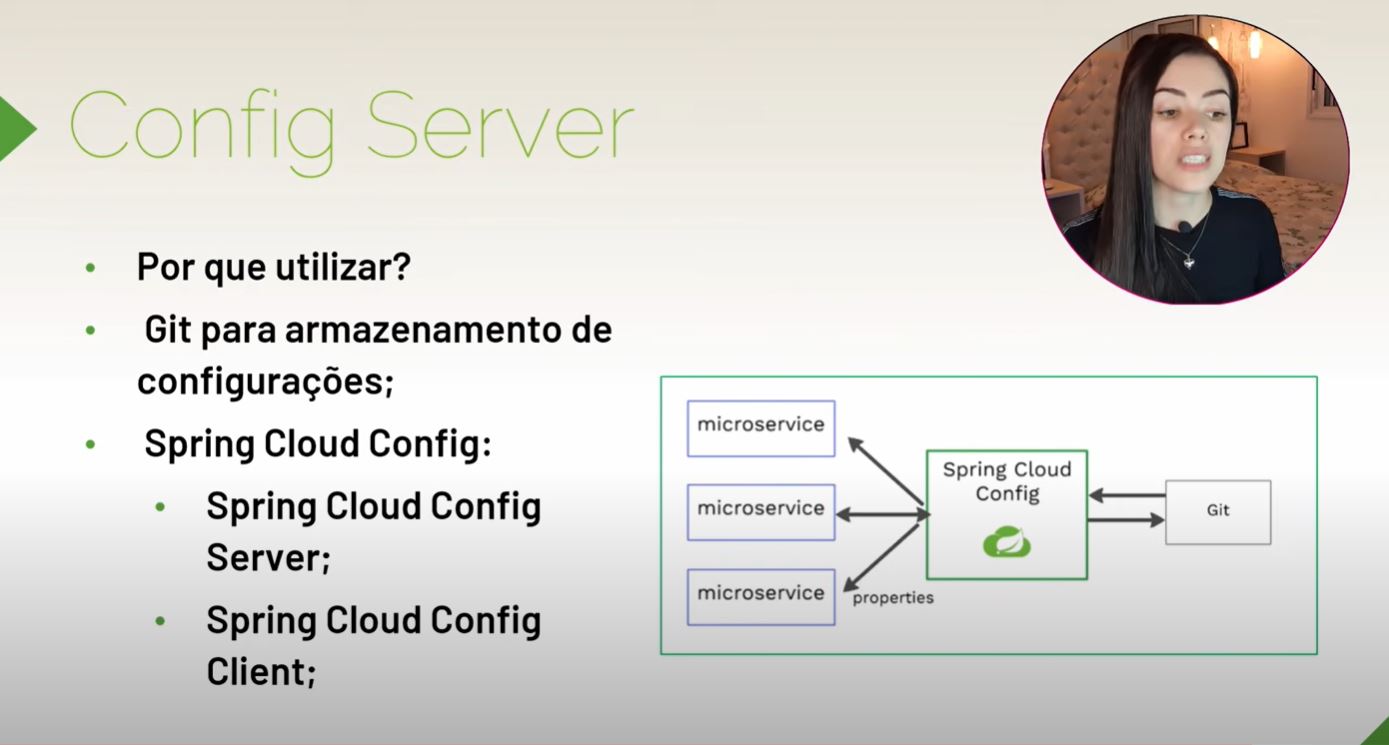 Config Server
Por que utilizar?
Git para armazenamento de
configurações;
Spring Cloud Config:
Spring Cloud Config
Server;
Spring Cloud Config
Client;
microservice
microservice
microservice
properties
Spring Cloud
Config
Git